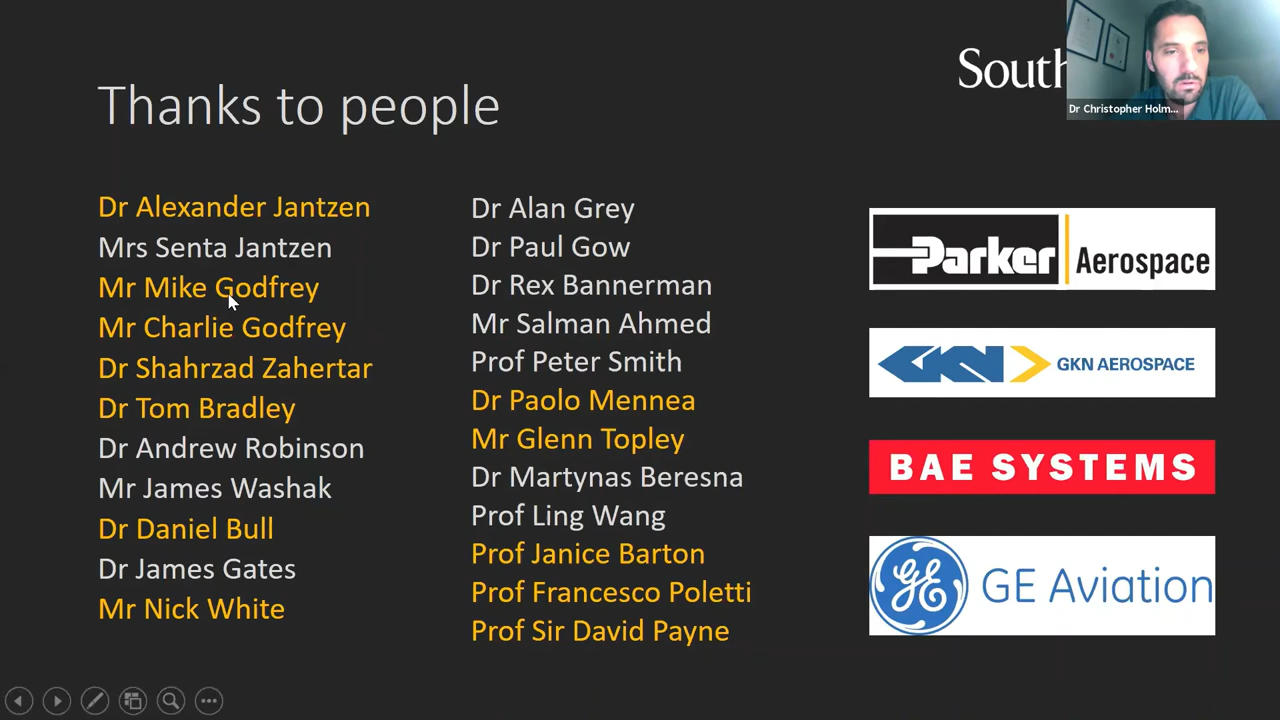 Thanks to people
South
Dr Christopher Holm...
Dr Alexander Jantzen
Mrs Senta Jantzen
Mr Mike Godfrey
Mr Charlie Godfrey
Dr Shahrzad Zahertar
Dr Tom Bradley
Dr Andrew Robinson
Mr James Washak
Dr Daniel Bull
Dr James Gates
Mr Nick White
Dr Alan Grey
Dr Paul Gow
Dr Rex Bannerman
Mr Salman Ahmed
Prof Peter Smith
Dr Paolo Mennea
Mr Glenn Topley
Dr Martynas Beresna
Prof Ling Wang
Prof Janice Barton
Prof Francesco Poletti
Prof Sir David Payne
Parker Aerospace
GKN GKN AEROSPACE
BAE SYSTEMS
GE GE Aviation